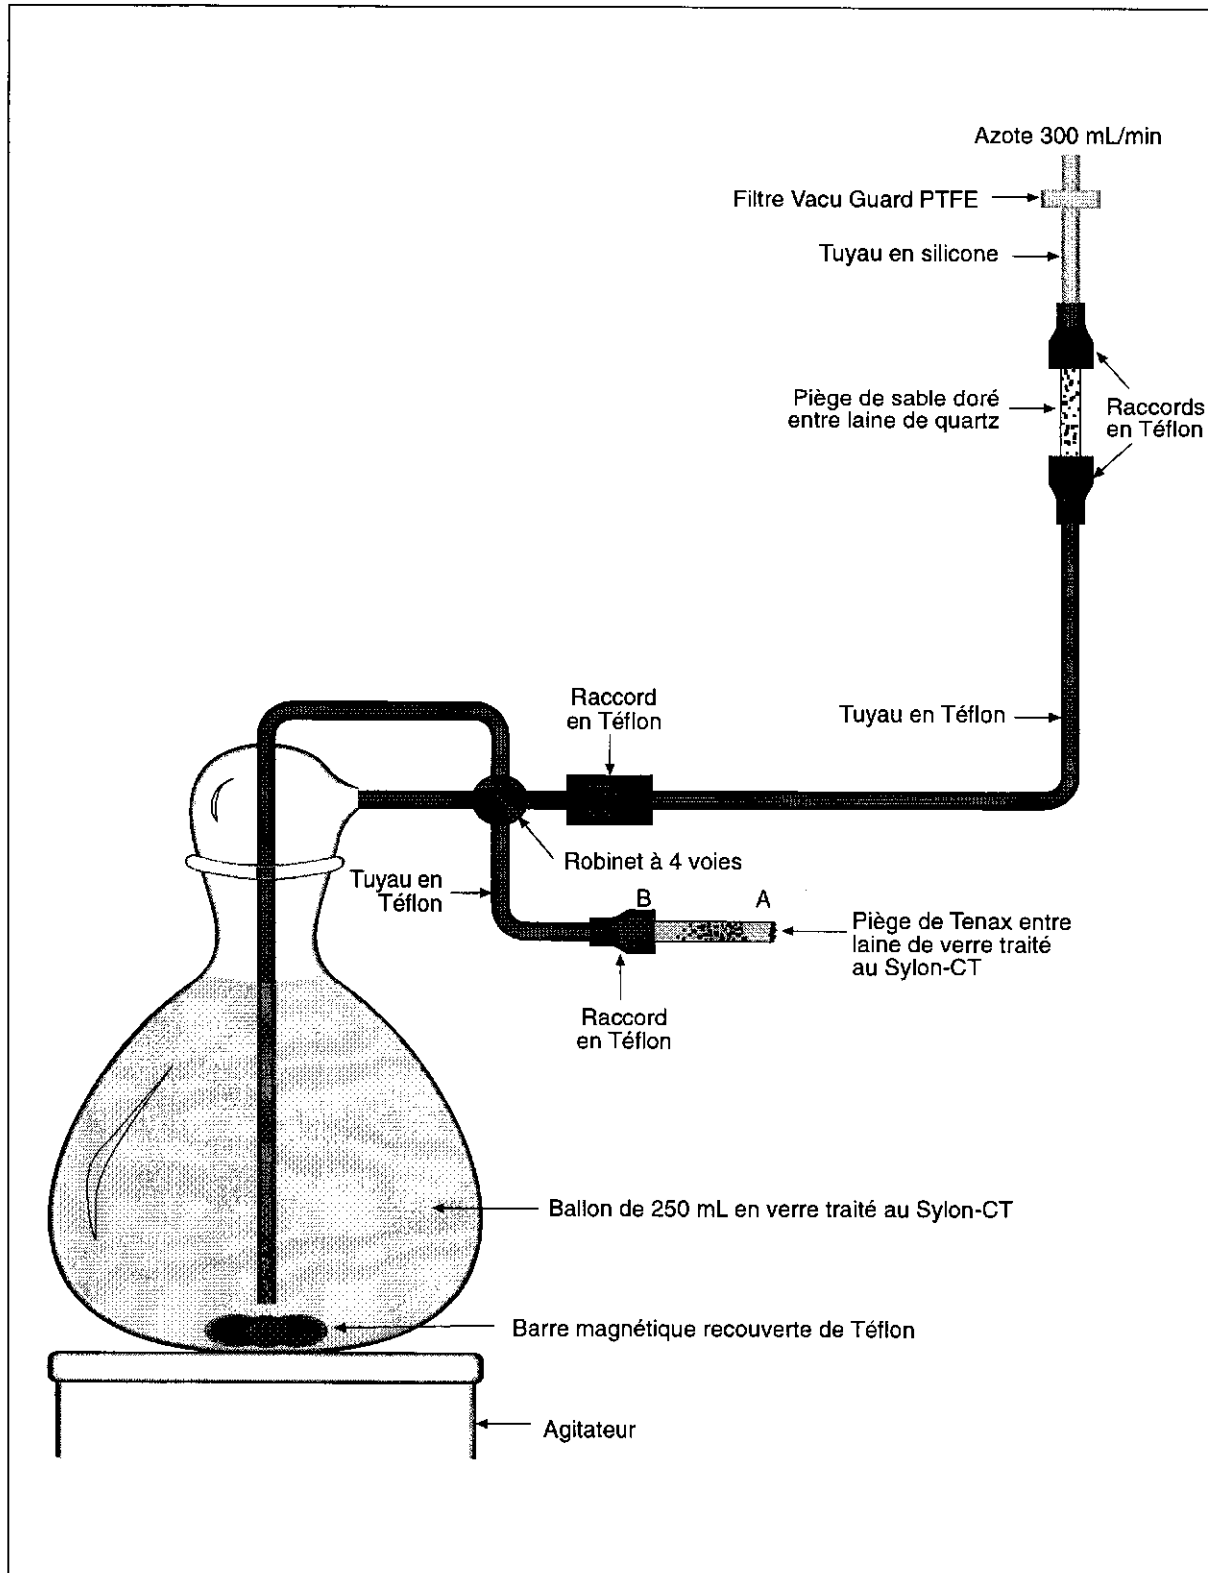 Azote 300 mL/min
Filtre Vacu Guard PTFE
Tuyau en silicone
Piège de sable doré
entre laine de quartz
Raccords
en Téflon
Raccord
en Téflon
Tuyau en Téflon
Robinet à 4 voies
Tuyau en
Téflon
B A
Piège de Tenax entre
laine de verre traité
au Sylon-CT
Raccord
en Téflon
Ballon de 250 mL en verre traité au Sylon-CT
Barre magnétique recouverte de Téflon
Agitateur